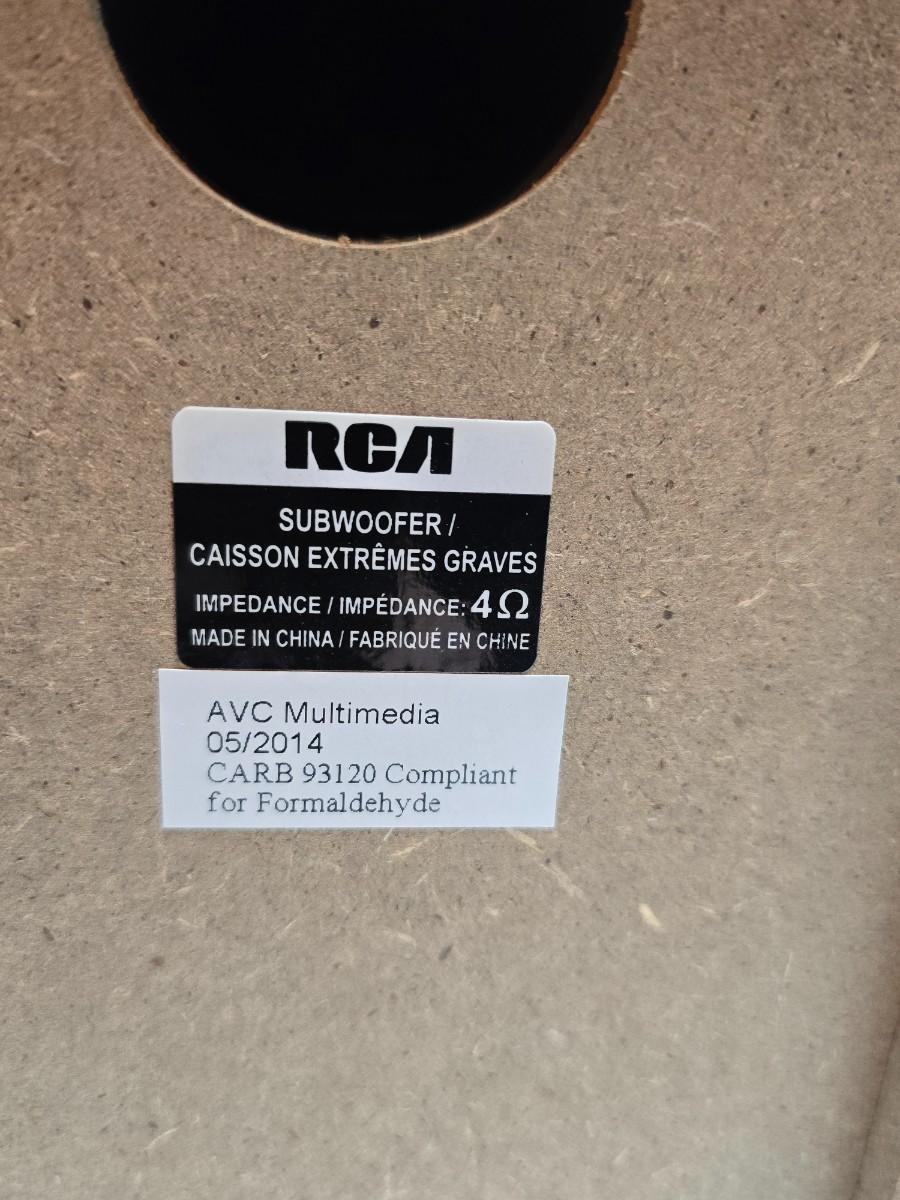 RCA
SUBWOOFER /
CAISSON EXTRÊMES GRAVES
IMPEDANCE / IMPÉDANCE: 4Ω
MADE IN CHINA / FABRIQUÉ EN CHINE
AVC Multimedia
05/2014
CARB 93120 Compliant
for Formaldehyde